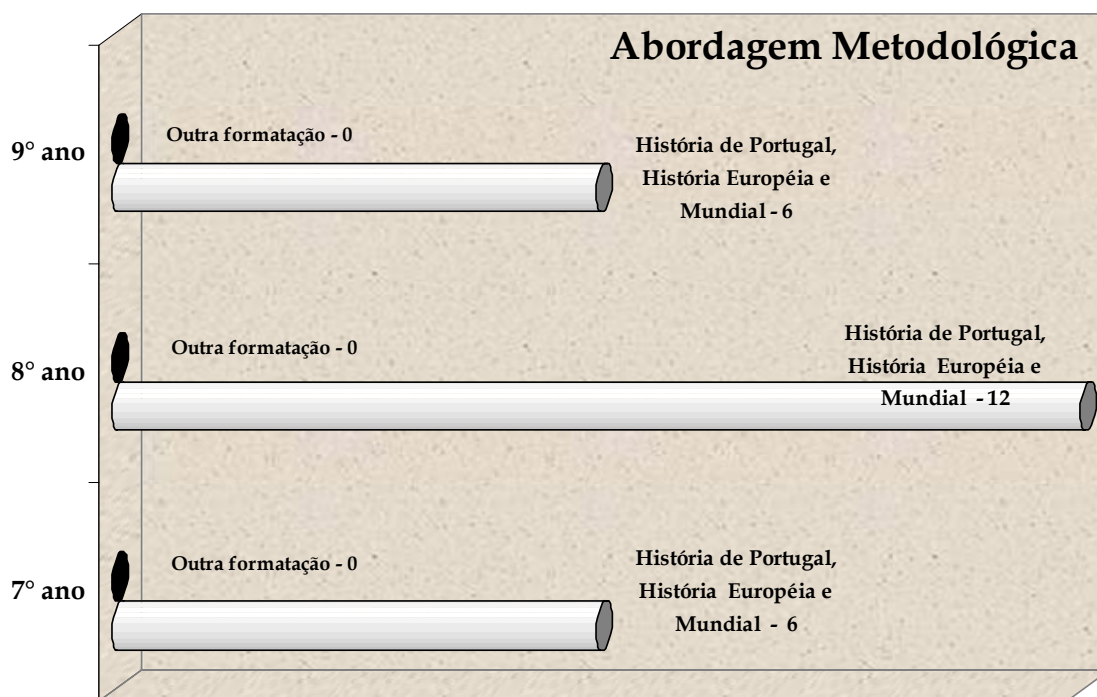 Abordagem Metodológica
9° ano
Outra formatação - 0
História de Portugal,
História Européia e
Mundial - 6
8° ano
Outra formatação - 0
História de Portugal,
História Européia e
Mundial - 12
7° ano
Outra formatação - 0
História de Portugal,
História Européia e
Mundial - 6